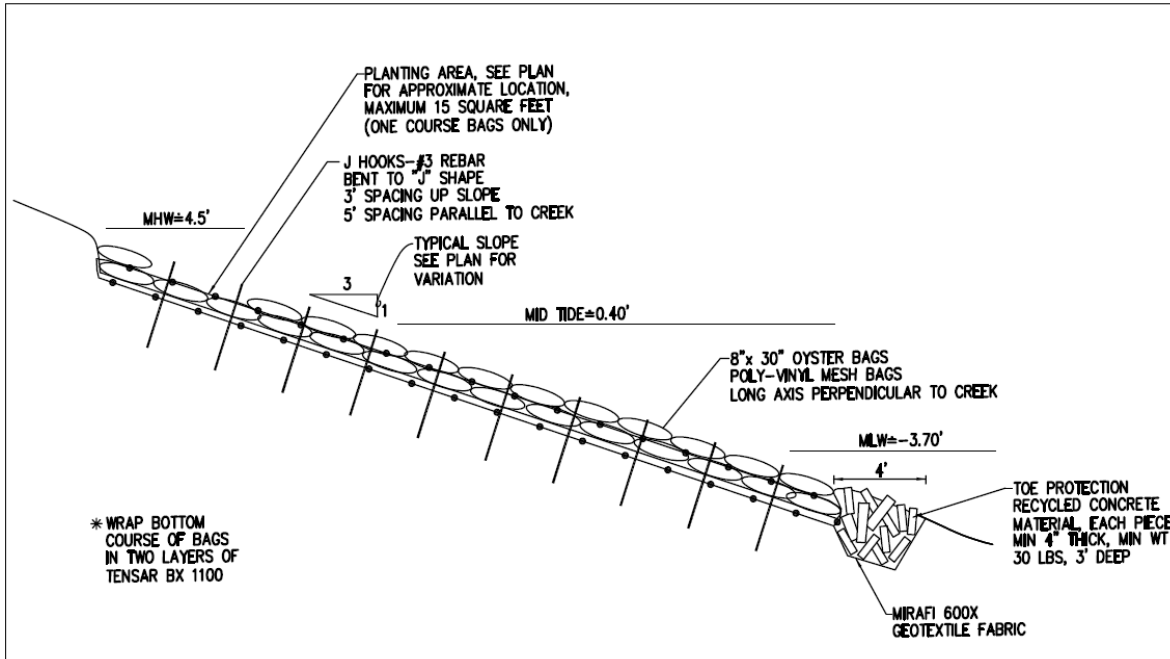 PLANTING AREA, SEE PLAN
FOR APPROXIMATE LOCATION,
MAXIMUM 15 SQUARE FEET
(ONE COURSE BAGS ONLY)
J HOOKS-#3 REBAR
BENT TO "J" SHAPE
3' SPACING UP SLOPE
5' SPACING PARALLEL TO CREEK
MHW≐4.5'
TYPICAL SLOPE
SEE PLAN FOR
VARIATION
3
1
MID TIDE≐0.40'
8"x 30" OYSTER BAGS
POLY-VINYL MESH BAGS
LONG AXIS PERPENDICULAR TO CREEK
MLW≐-3.70'
4'
TOE PROTECTION
RECYCLED CONCRETE
MATERIAL, EACH PIECE
MIN 4" THICK, MIN WT
30 LBS, 3' DEEP
* WRAP BOTTOM
COURSE OF BAGS
IN TWO LAYERS OF
TENSAR BX 1100
MIRAFI 600X
GEOTEXTILE FABRIC